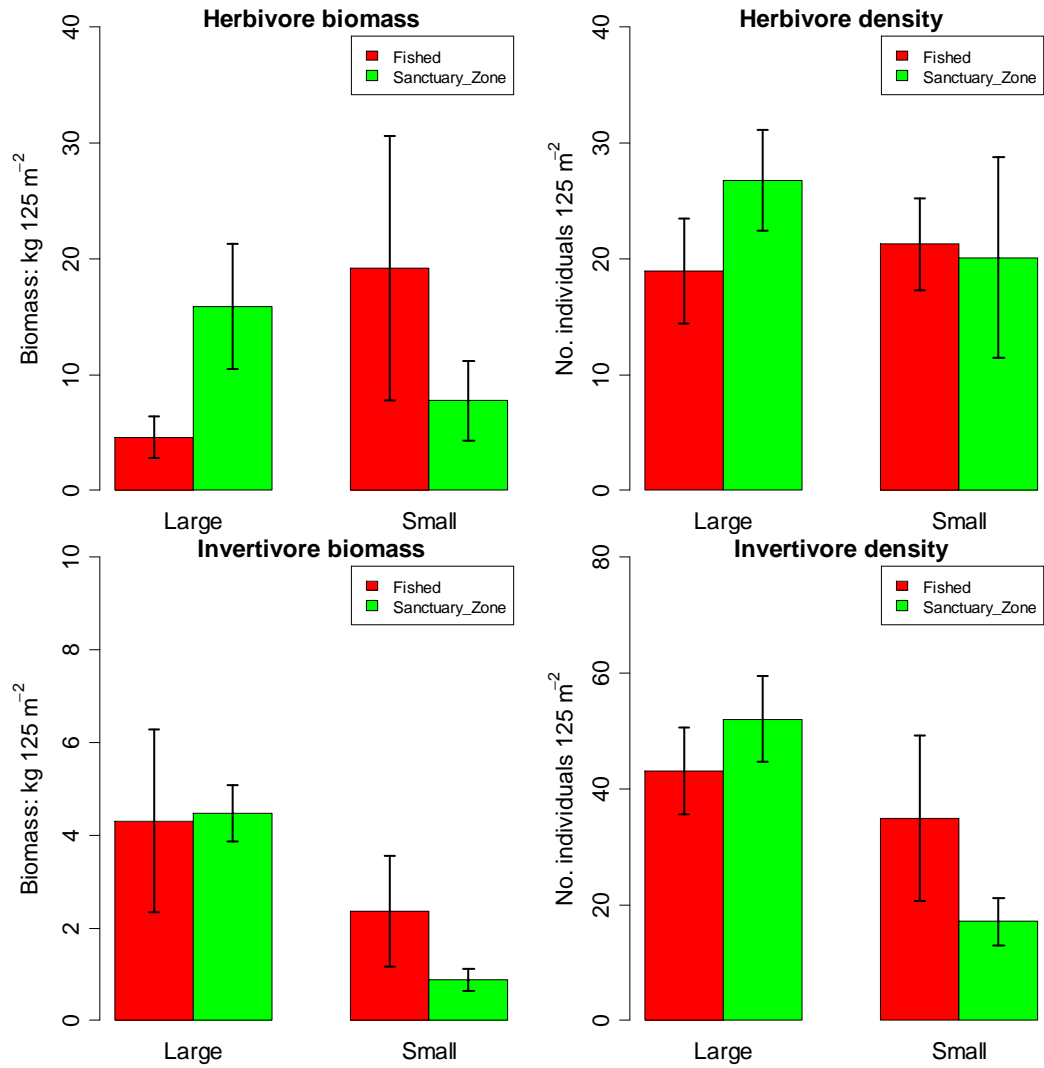 Herbivore biomass
Fished
Sanctuary_Zone
Biomass: kg 125 m⁻²
0
10
20
30
40
Large
Small
Herbivore density
Fished
Sanctuary_Zone
No. individuals 125 m⁻²
0
10
20
30
40
Large
Small
Invertivore biomass
Fished
Sanctuary_Zone
Biomass: kg 125 m⁻²
0
2
4
6
8
10
Large
Small
Invertivore density
Fished
Sanctuary_Zone
No. individuals 125 m⁻²
0
20
40
60
80
Large
Small